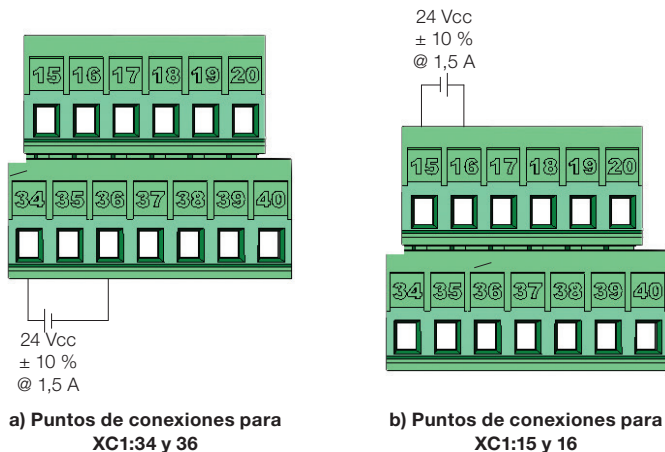 15 16 17 18 19 20
34 35 36 37 38 39 40
24 Vcc
± 10 %
@ 1,5 A
a) Puntos de conexiones para
XC1:34 y 36
24 Vcc
± 10 %
@ 1,5 A
15 16 17 18 19 20
34 35 36 37 38 39 40
b) Puntos de conexiones para
XC1:15 y 16